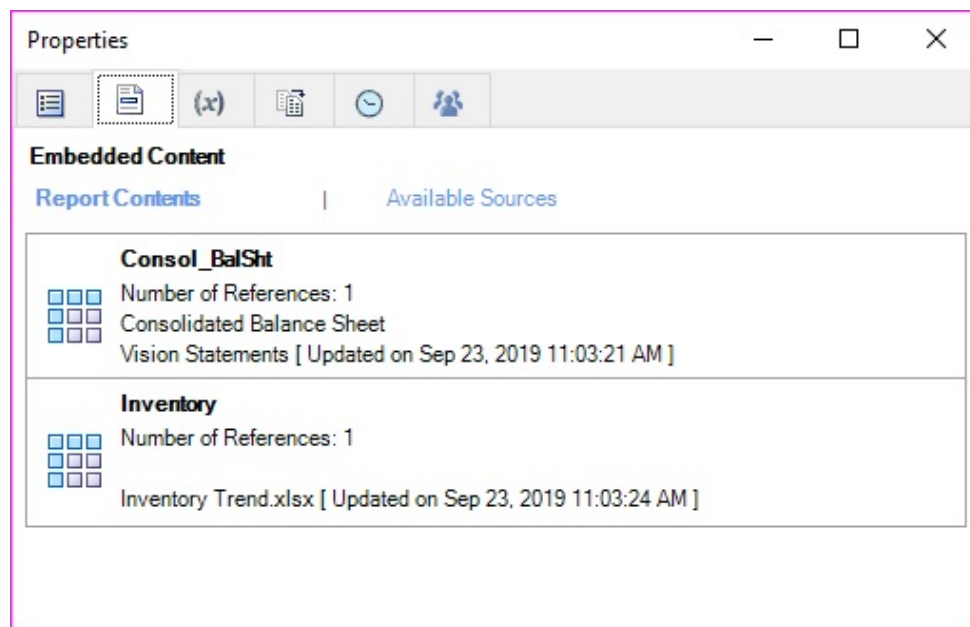 Properties
(x)
Embedded Content
Report Contents | Available Sources
Consol_BalSht
Number of References: 1
Consolidated Balance Sheet
Vision Statements [ Updated on Sep 23, 2019 11:03:21 AM ]
Inventory
Number of References: 1
Inventory Trend.xlsx [ Updated on Sep 23, 2019 11:03:24 AM ]